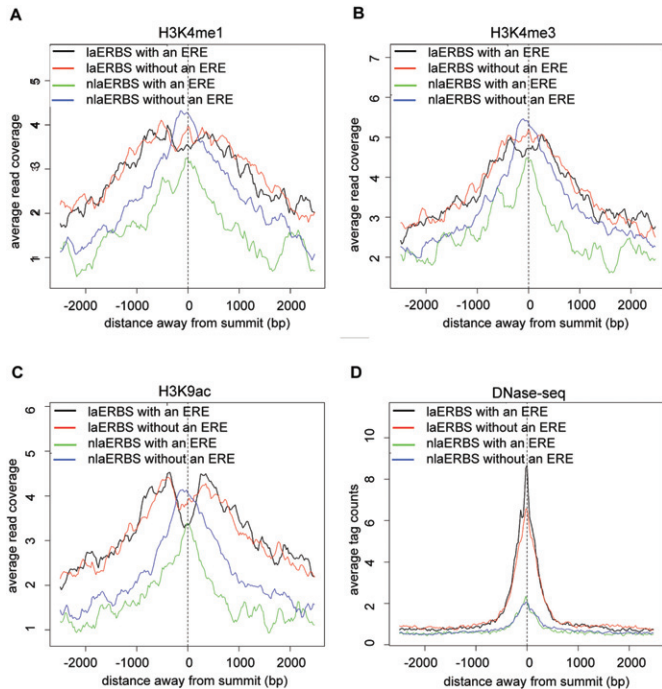 A
H3K4me1
laERBS with an ERE
laERBS without an ERE
nlaERBS with an ERE
nlaERBS without an ERE
average read coverage
5
4
3
2
1
-2000 -1000 0 1000 2000
distance away from summit (bp)
B
H3K4me3
laERBS with an ERE
laERBS without an ERE
nlaERBS with an ERE
nlaERBS without an ERE
average read coverage
7
6
5
4
3
2
-2000 -1000 0 1000 2000
distance away from summit (bp)
C
H3K9ac
laERBS with an ERE
laERBS without an ERE
nlaERBS with an ERE
nlaERBS without an ERE
average read coverage
6
5
4
3
2
1
-2000 -1000 0 1000 2000
distance away from summit (bp)
D
DNase-seq
laERBS with an ERE
laERBS without an ERE
nlaERBS with an ERE
nlaERBS without an ERE
average tag counts
10
8
6
4
2
0
-2000 -1000 0 1000 2000
distance away from summit (bp)